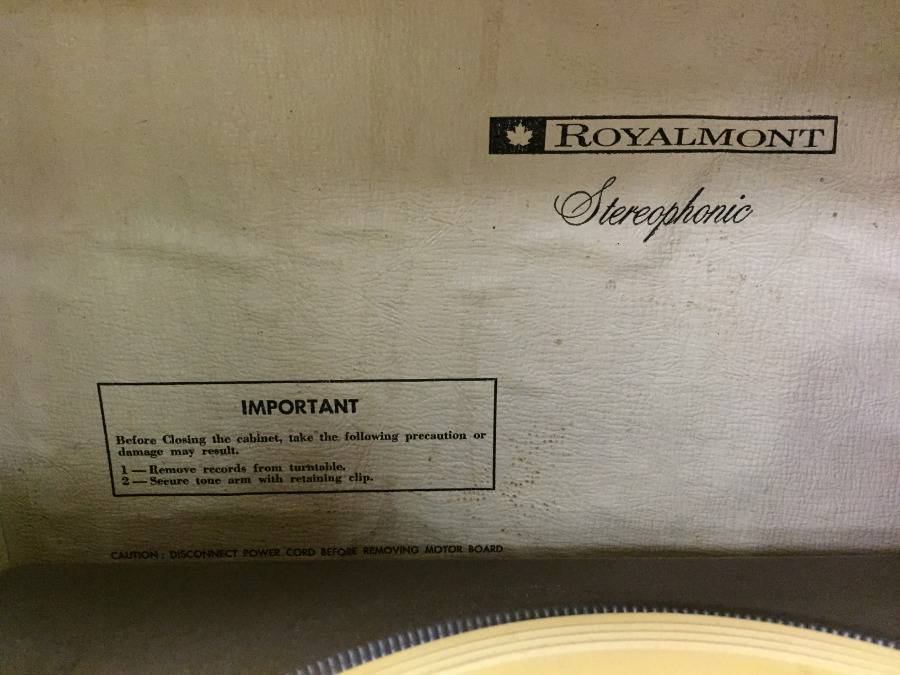 ROYALMONT
Stereophonic
IMPORTANT
Before Closing the cabinet, take the following precaution or
damage may result.
1 — Remove records from turntable.
2 — Secure tone arm with retaining clip.
CAUTION : DISCONNECT POWER CORD BEFORE REMOVING MOTOR BOARD